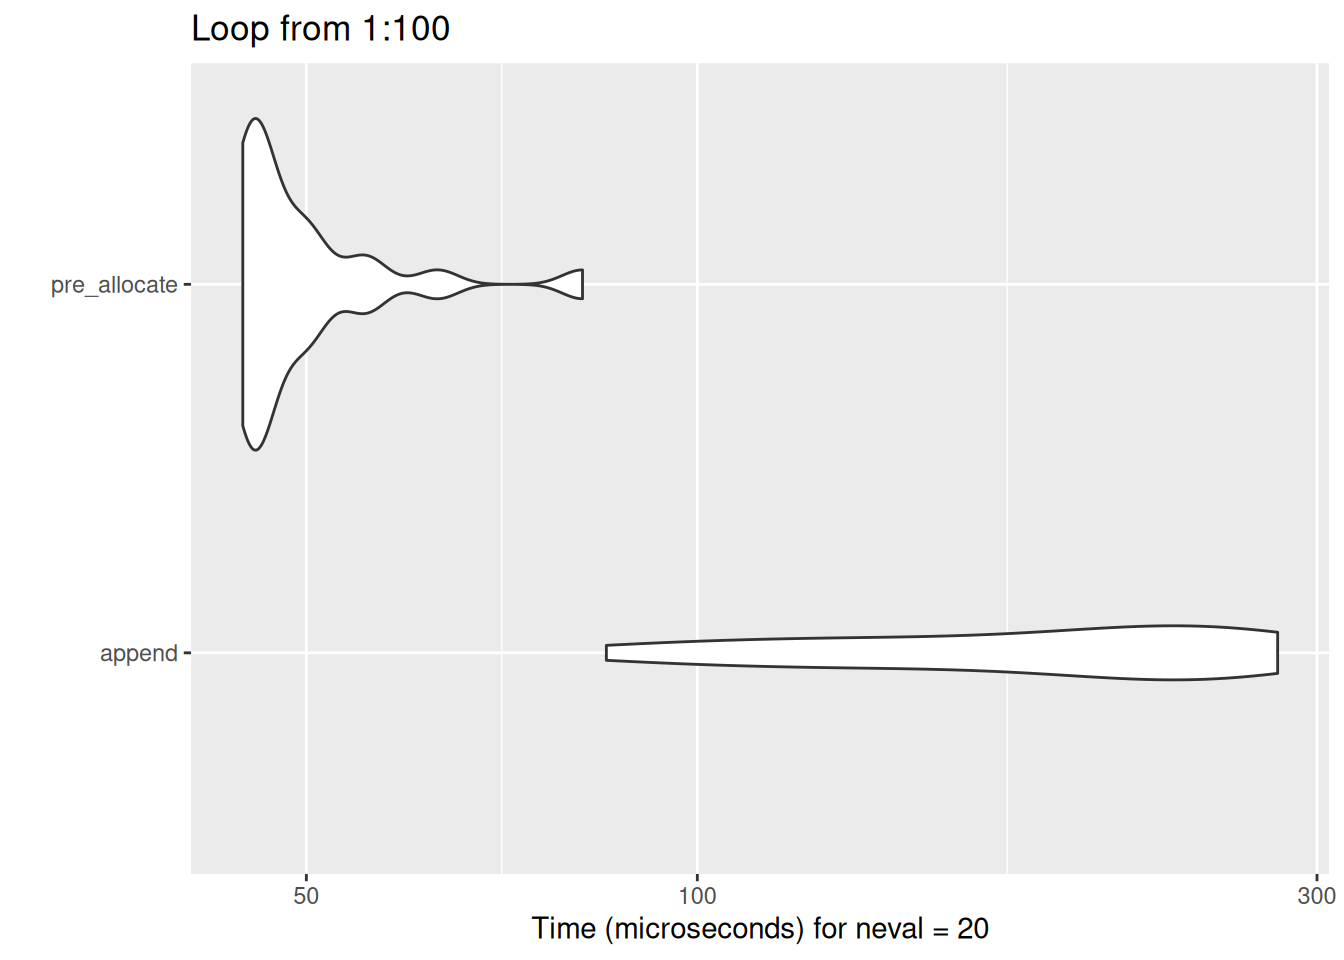 Loop from 1:100
pre_allocate
append
50 100 300
Time (microseconds) for neval = 20